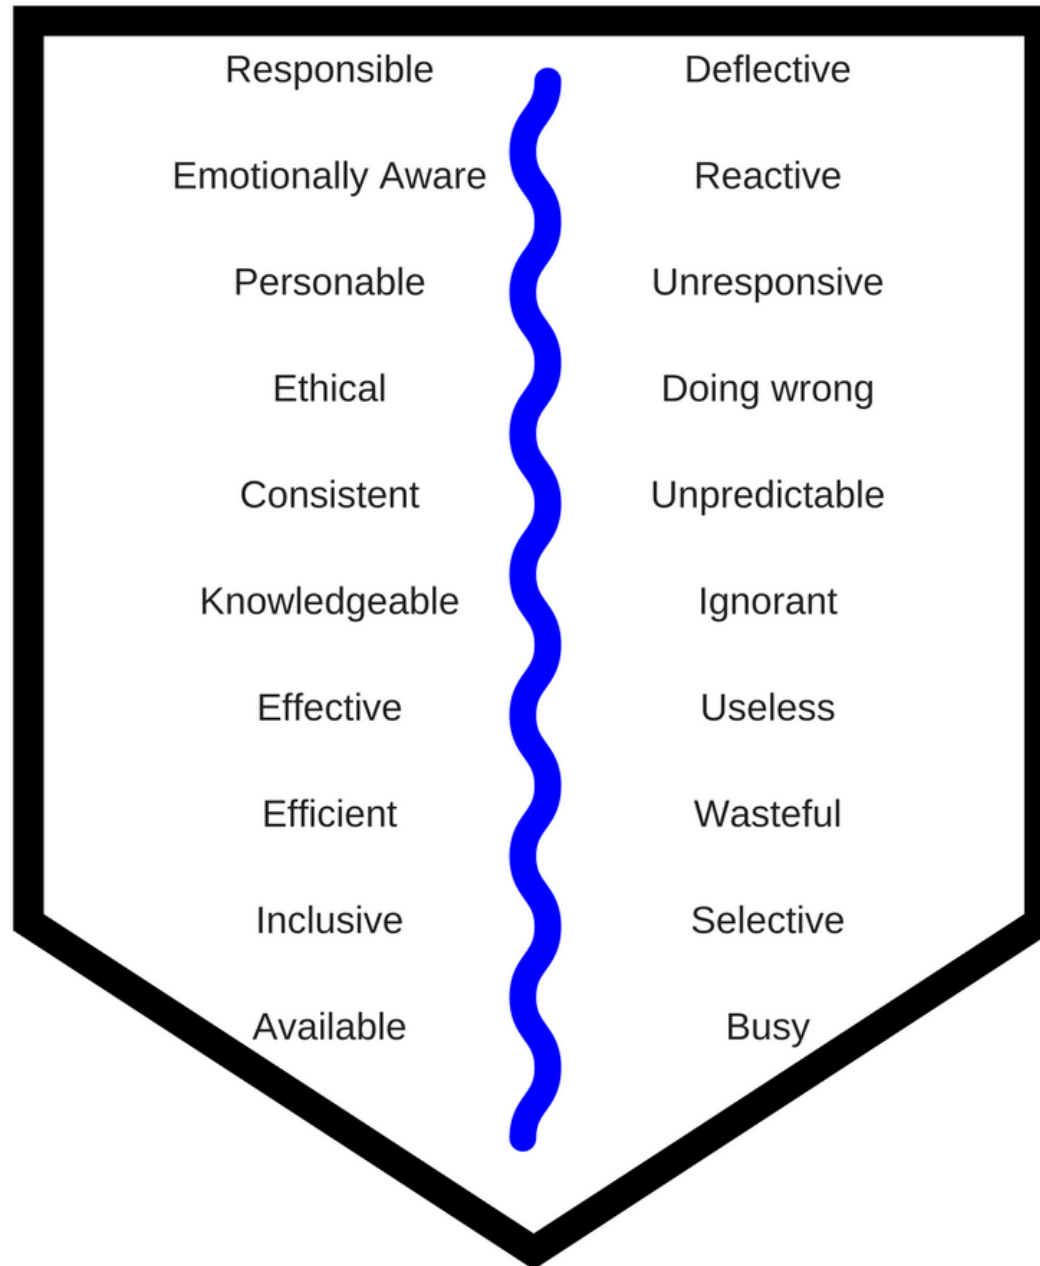 Responsible Deflective
Emotionally Aware Reactive
Personable Unresponsive
Ethical Doing wrong
Consistent Unpredictable
Knowledgeable Ignorant
Effective Useless
Efficient Wasteful
Inclusive Selective
Available Busy